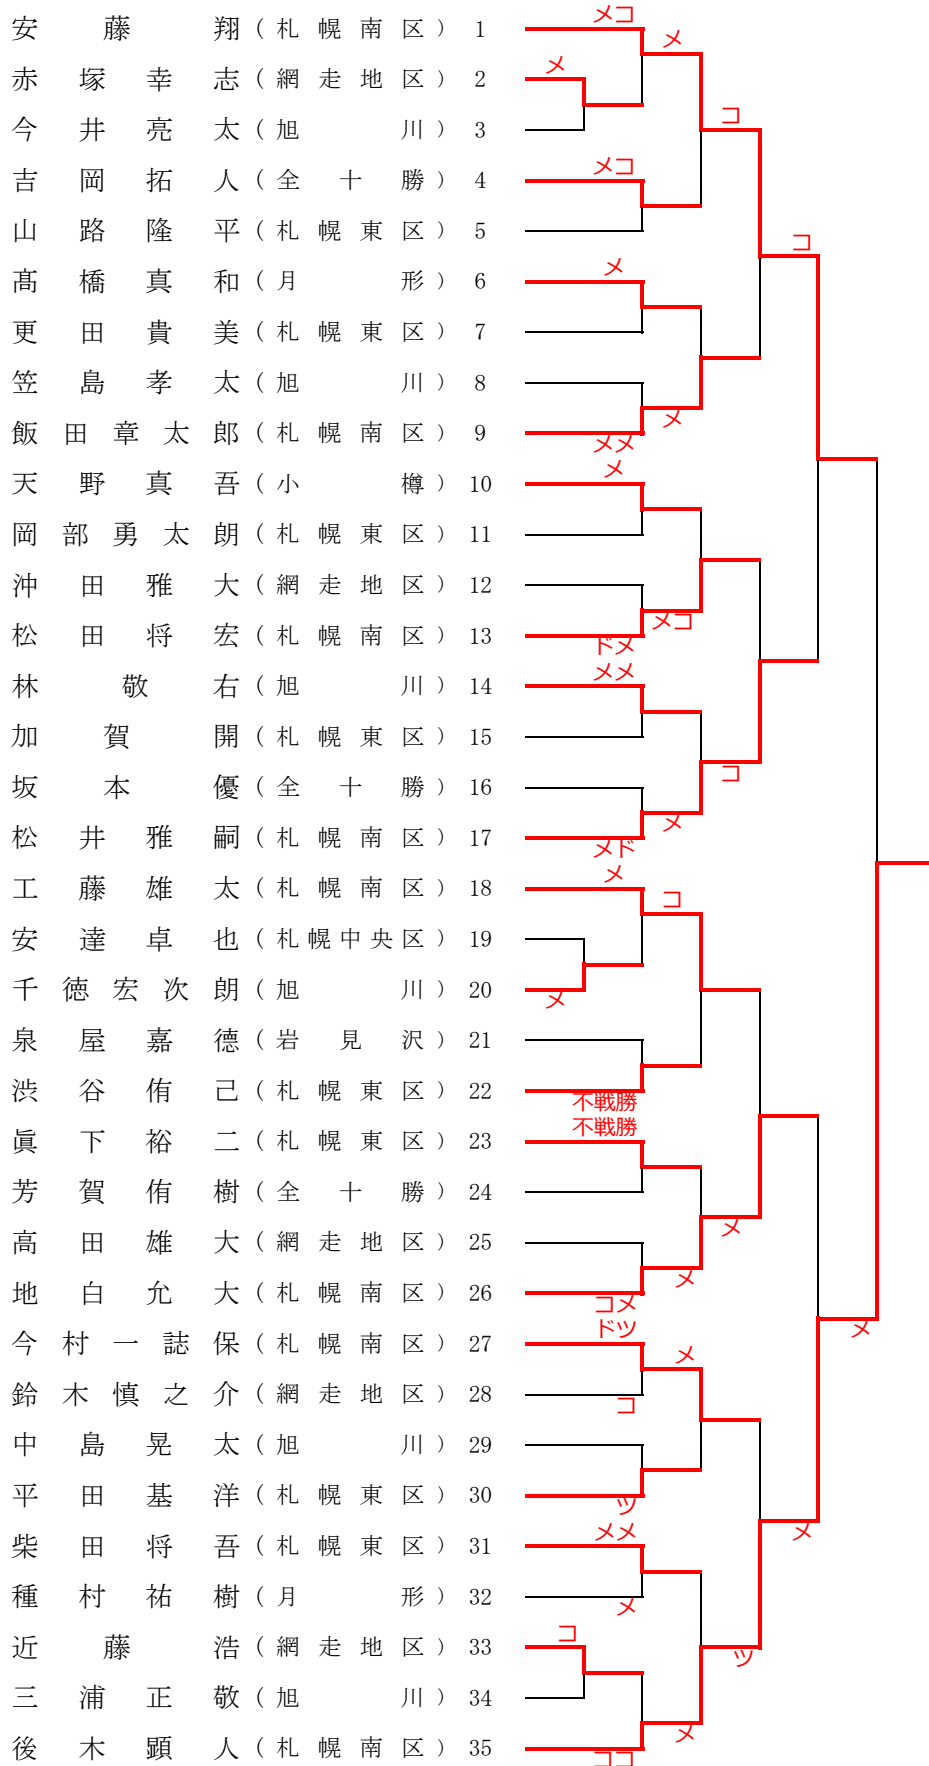 メコ
安藤翔(札幌南区) 1
メ
メ
赤塚幸志(網走地区) 2
コ
今井亮太(旭川) 3
メコ
吉岡拓人(全十勝) 4
山路隆平(札幌東区) 5
コ
メ
髙橋真和(月形) 6
更田貴美(札幌東区) 7
笠島孝太(旭川) 8
メ
飯田章太郎(札幌南区) 9
メメ
メ
天野真吾(小樽) 10
岡部勇太朗(札幌東区) 11
沖田雅大(網走地区) 12
メコ
松田将宏(札幌南区) 13
ドメ
メメ
林敬右(旭川) 14
加賀開(札幌東区) 15
コ
坂本優(全十勝) 16
メ
松井雅嗣(札幌南区) 17
メド
メ
工藤雄太(札幌南区) 18
コ
安達卓也(札幌中央区) 19
千徳宏次朗(旭川) 20
メ
泉屋嘉德(岩見沢) 21
渋谷侑己(札幌東区) 22
不戦勝
不戦勝
眞下裕二(札幌東区) 23
芳賀侑樹(全十勝) 24
メ
高田雄大(網走地区) 25
メ
地白允大(札幌南区) 26
コメ
ドツ
メ
今村一誌保(札幌南区) 27
メ
鈴木慎之介(網走地区) 28
コ
中島晃太(旭川) 29
平田基洋(札幌東区) 30
ツ
メメ
メ
柴田将吾(札幌東区) 31
種村祐樹(月形) 32
メ
コ
近藤浩(網走地区) 33
ツ
三浦正敬(旭川) 34
メ
後木顕人(札幌南区) 35
ココ